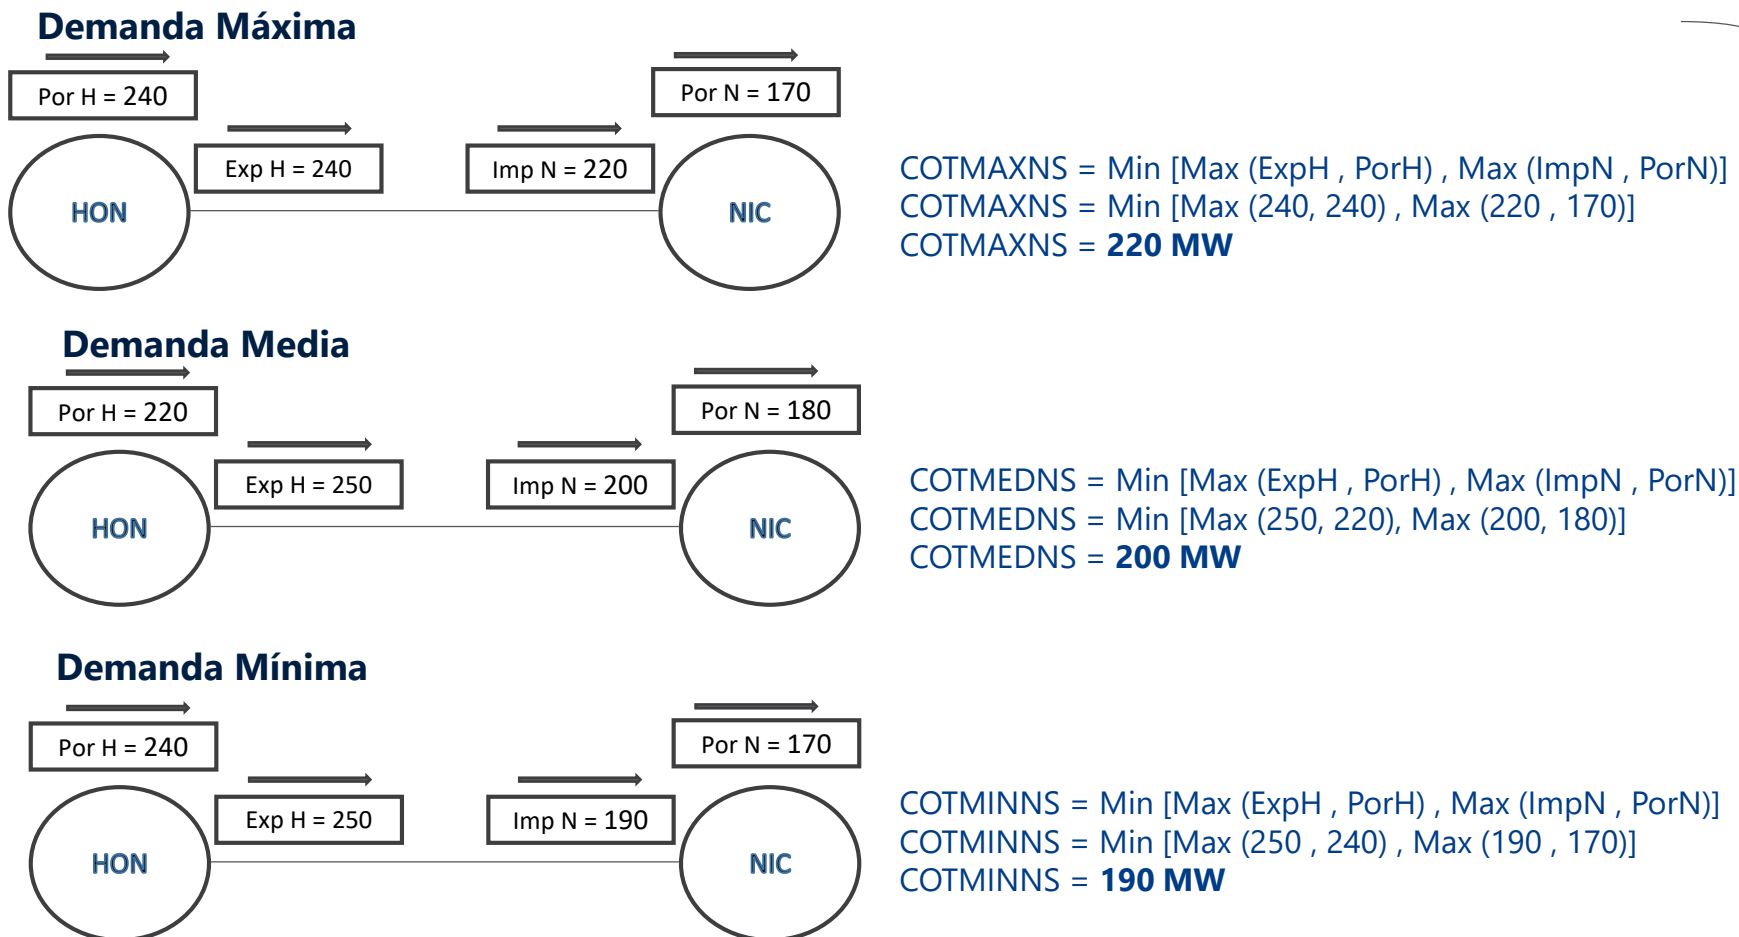 Demanda Máxima
Por H = 240
Por N = 170
Exp H = 240
Imp N = 220
HON
NIC
COTMAXNS = Min [Max (ExpH , PorH) , Max (ImpN , PorN)]
COTMAXNS = Min [Max (240, 240) , Max (220 , 170)]
COTMAXNS = 220 MW
Demanda Media
Por H = 220
Por N = 180
Exp H = 250
Imp N = 200
HON
NIC
COTMEDNS = Min [Max (ExpH , PorH) , Max (ImpN , PorN)]
COTMEDNS = Min [Max (250, 220), Max (200, 180)]
COTMEDNS = 200 MW
Demanda Mínima
Por H = 240
Por N = 170
Exp H = 250
Imp N = 190
HON
NIC
COTMINNS = Min [Max (ExpH , PorH) , Max (ImpN , PorN)]
COTMINNS = Min [Max (250 , 240) , Max (190 , 170)]
COTMINNS = 190 MW